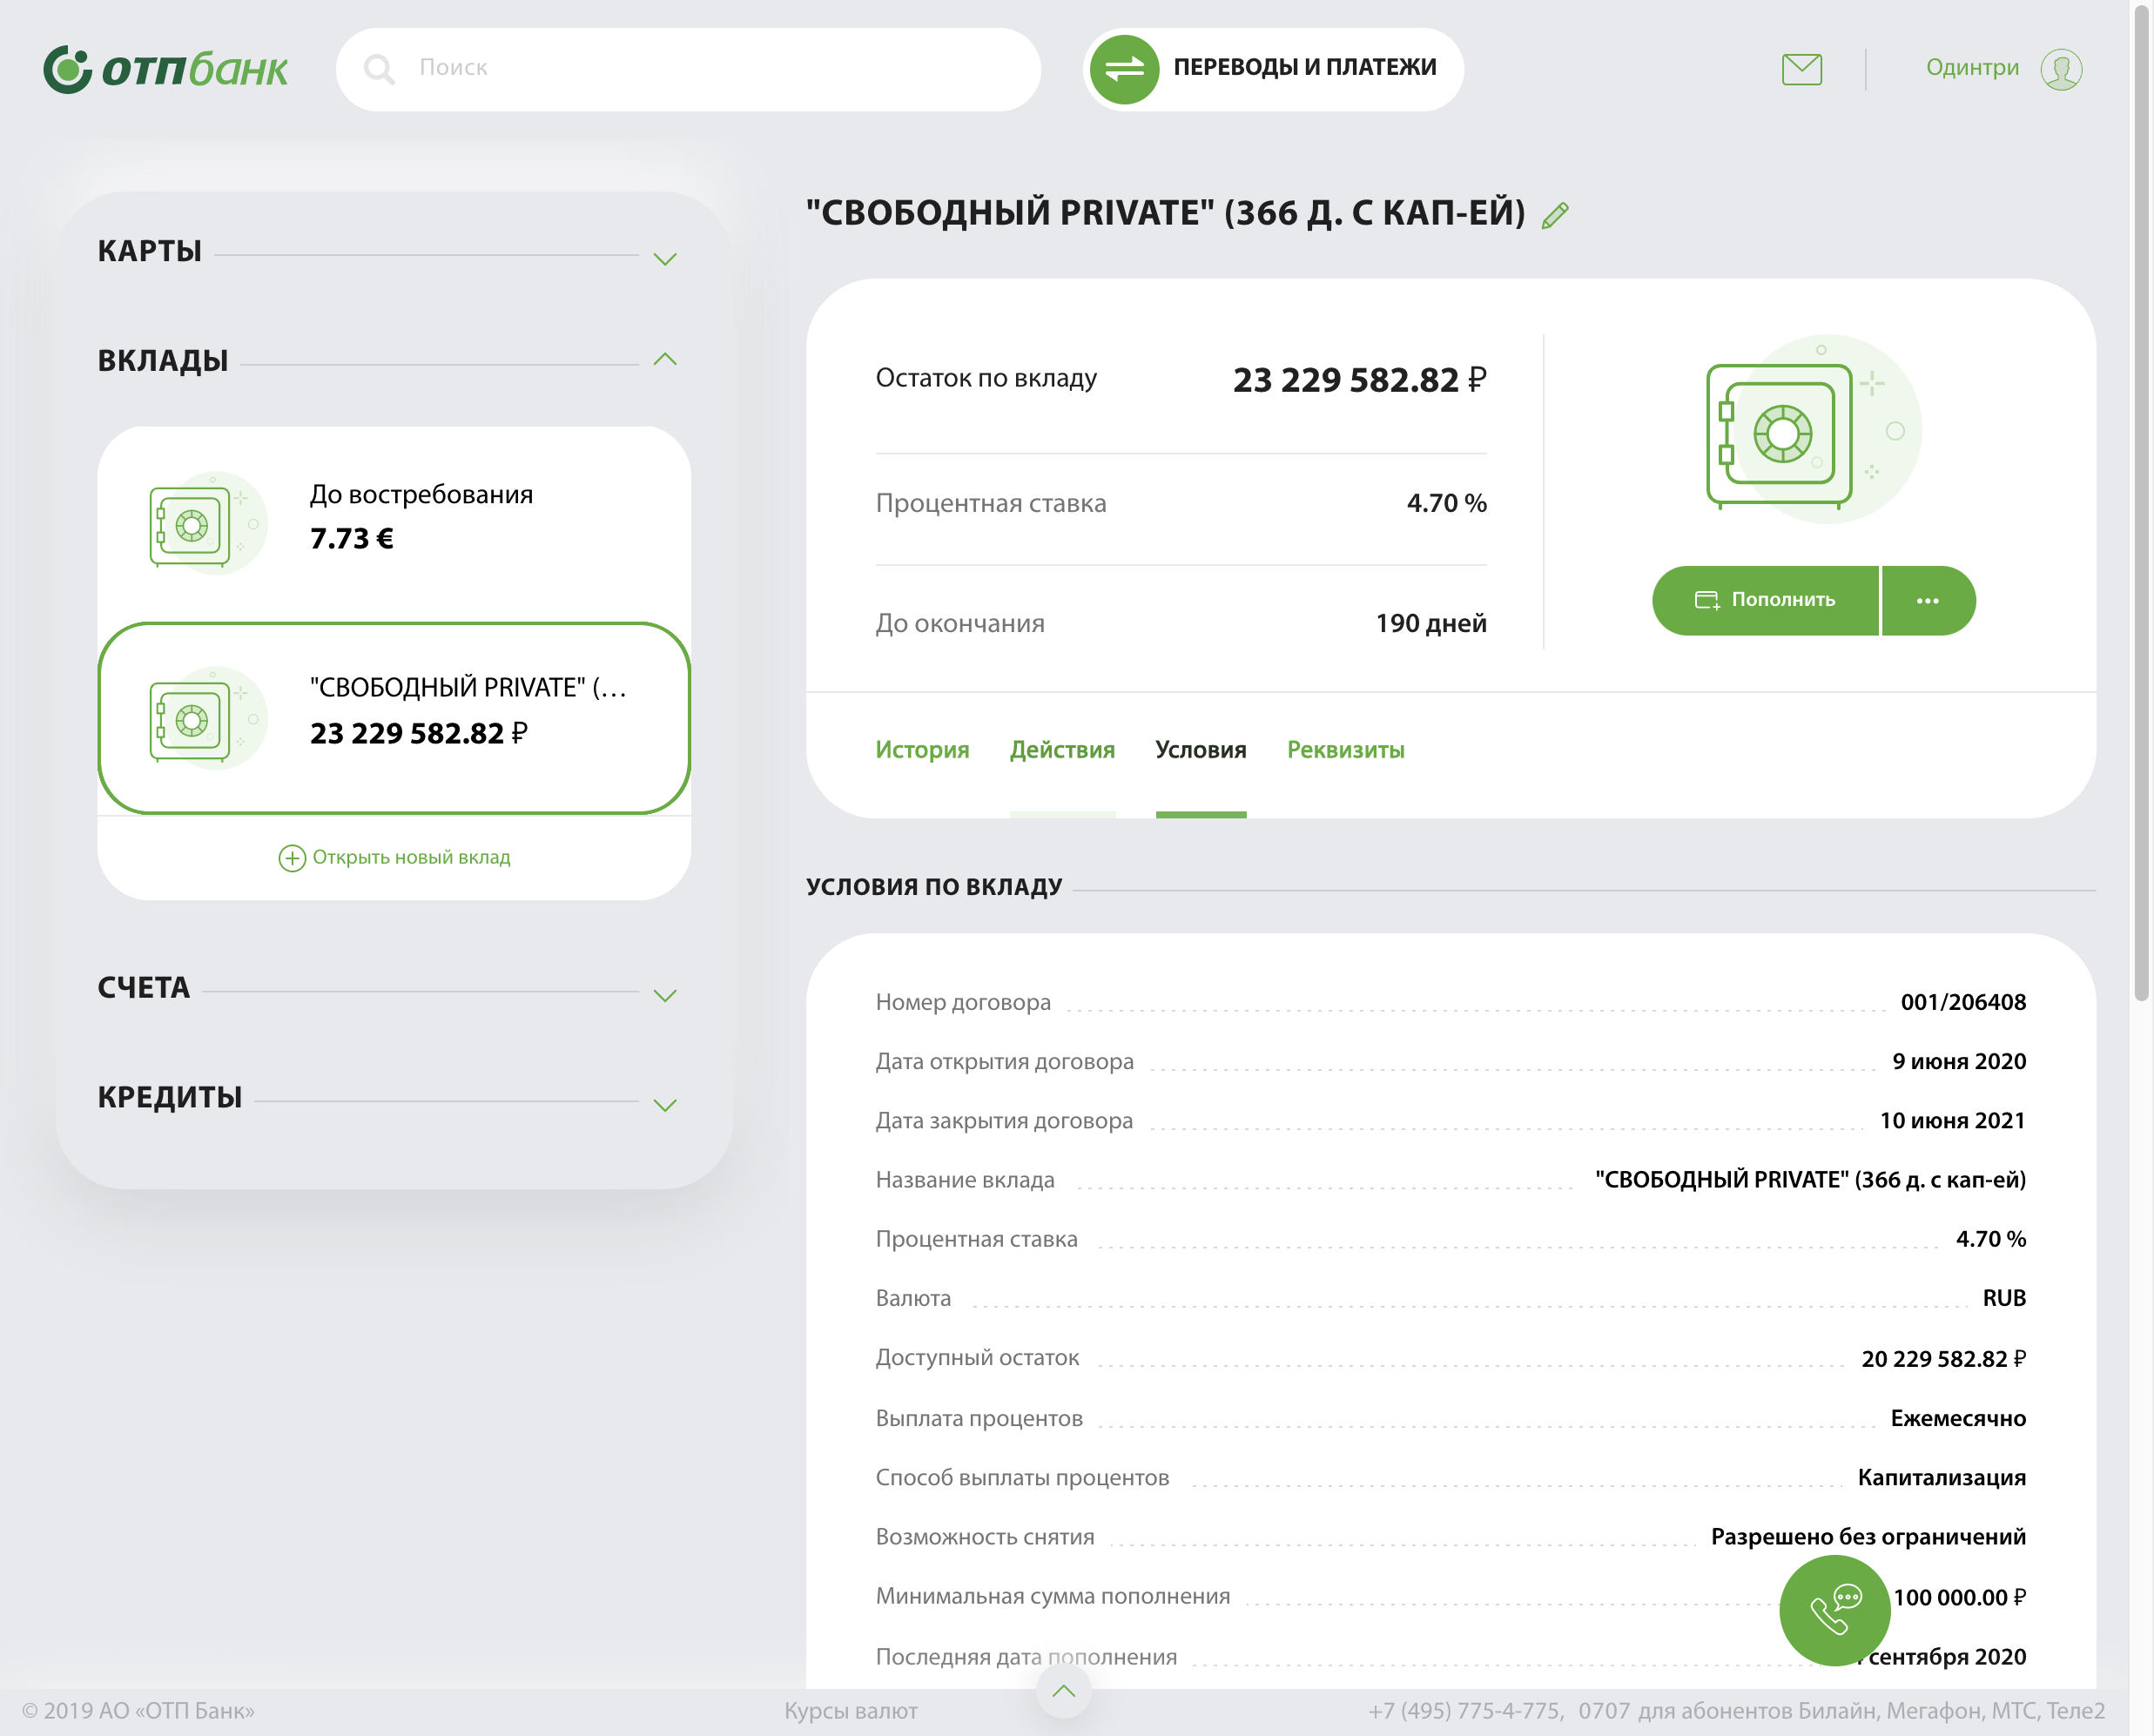 отпбанк
Поиск
ПЕРЕВОДЫ И ПЛАТЕЖИ
Одинтри
КАРТЫ
ВКЛАДЫ
До востребования
7.73 €
"СВОБОДНЫЙ PRIVATE" (...
23 229 582.82 ₽
Открыть новый вклад
СЧЕТА
КРЕДИТЫ
"СВОБОДНЫЙ PRIVATE" (366 Д. С КАП-ЕЙ)
Остаток по вкладу 23 229 582.82 ₽
Процентная ставка 4.70 %
До окончания 190 дней
Пополнить
История Действия Условия Реквизиты
УСЛОВИЯ ПО ВКЛАДУ
Номер договора 001/206408
Дата открытия договора 9 июня 2020
Дата закрытия договора 10 июня 2021
Название вклада "СВОБОДНЫЙ PRIVATE" (366 д. с кап-ей)
Процентная ставка 4.70 %
Валюта RUB
Доступный остаток 20 229 582.82 ₽
Выплата процентов Ежемесячно
Способ выплаты процентов Капитализация
Возможность снятия Разрешено без ограничений
Минимальная сумма пополнения 100 000.00 ₽
Последняя дата пополнения сентября 2020
© 2019 АО «ОТП Банк» Курсы валют +7 (495) 775-4-775, 0707 для абонентов Билайн, Мегафон, МТС, Теле2